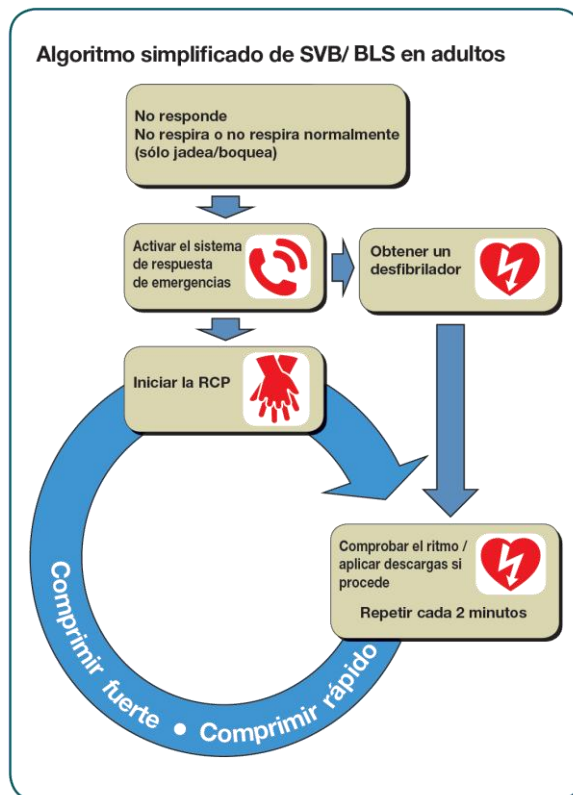 Algoritmo simplificado de SVB/ BLS en adultos
No responde
No respira o no respira normalmente
(sólo jadea/boquea)
Activar el sistema
de respuesta
de emergencias
Obtener un
desfibrilador
Iniciar la RCP
Comprobar el ritmo /
aplicar descargas si
procede
Repetir cada 2 minutos
Comprimir fuerte • Comprimir rápido